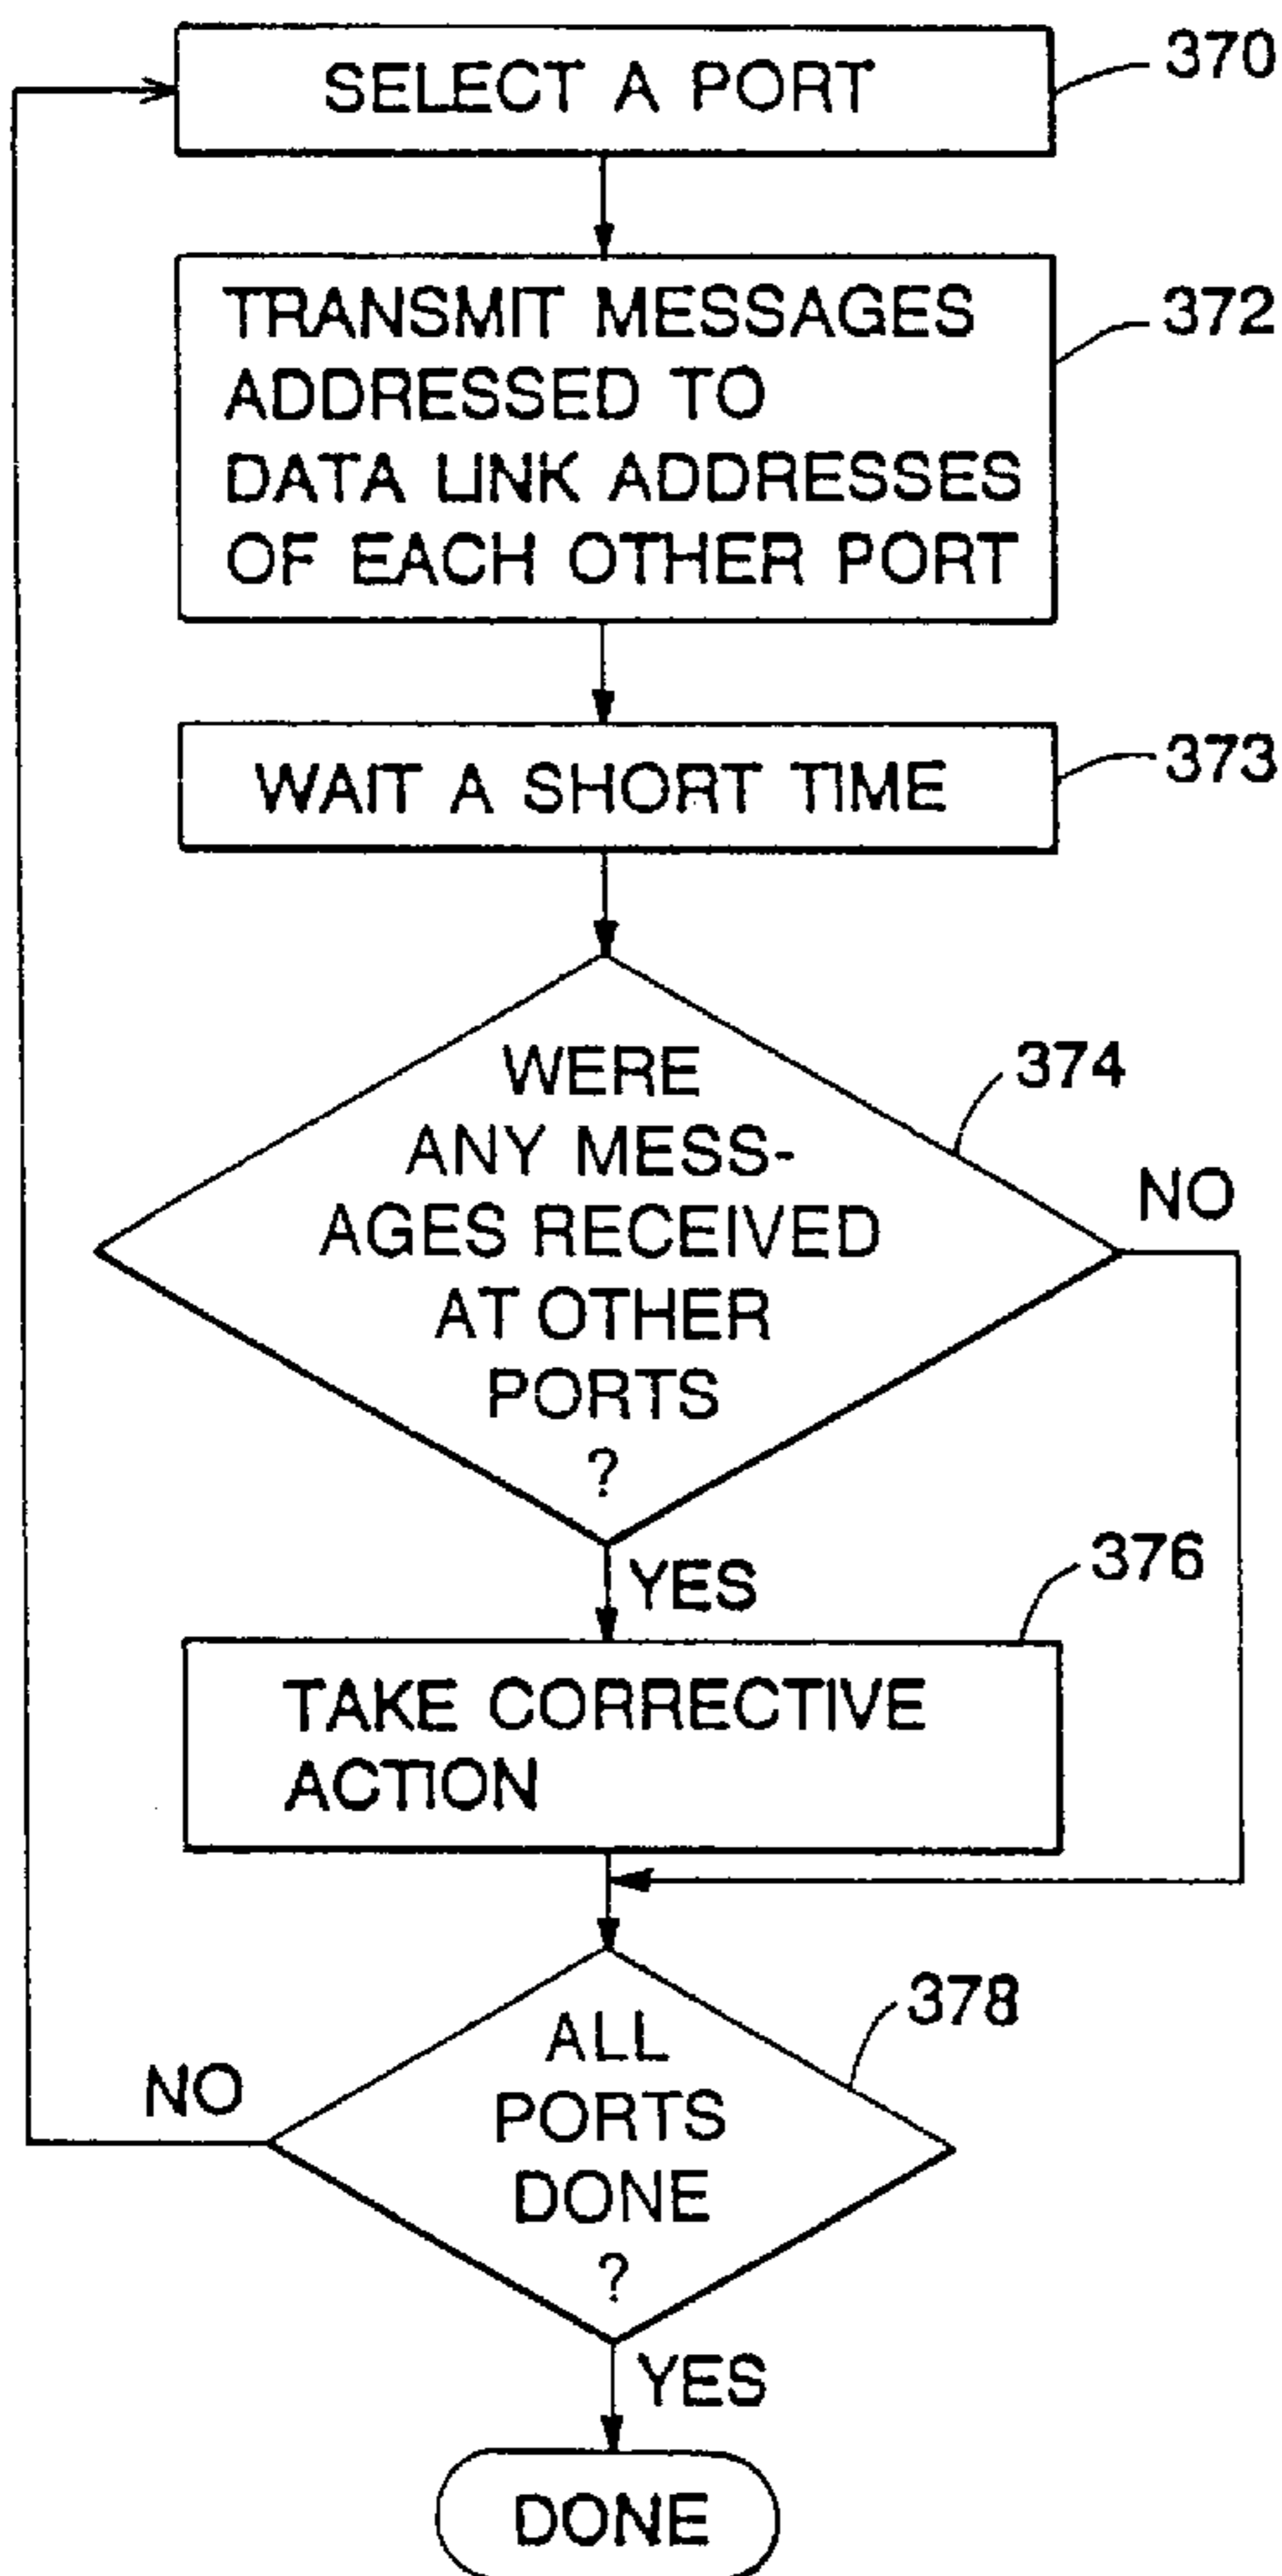 SELECT A PORT
370
TRANSMIT MESSAGES
ADDRESSED TO
DATA LINK ADDRESSES
OF EACH OTHER PORT
372
WAIT A SHORT TIME
373
WERE
ANY MESS-
AGES RECEIVED
AT OTHER
PORTS
?
374
NO
YES
376
TAKE CORRECTIVE
ACTION
378
ALL
PORTS
DONE
?
NO
YES
DONE